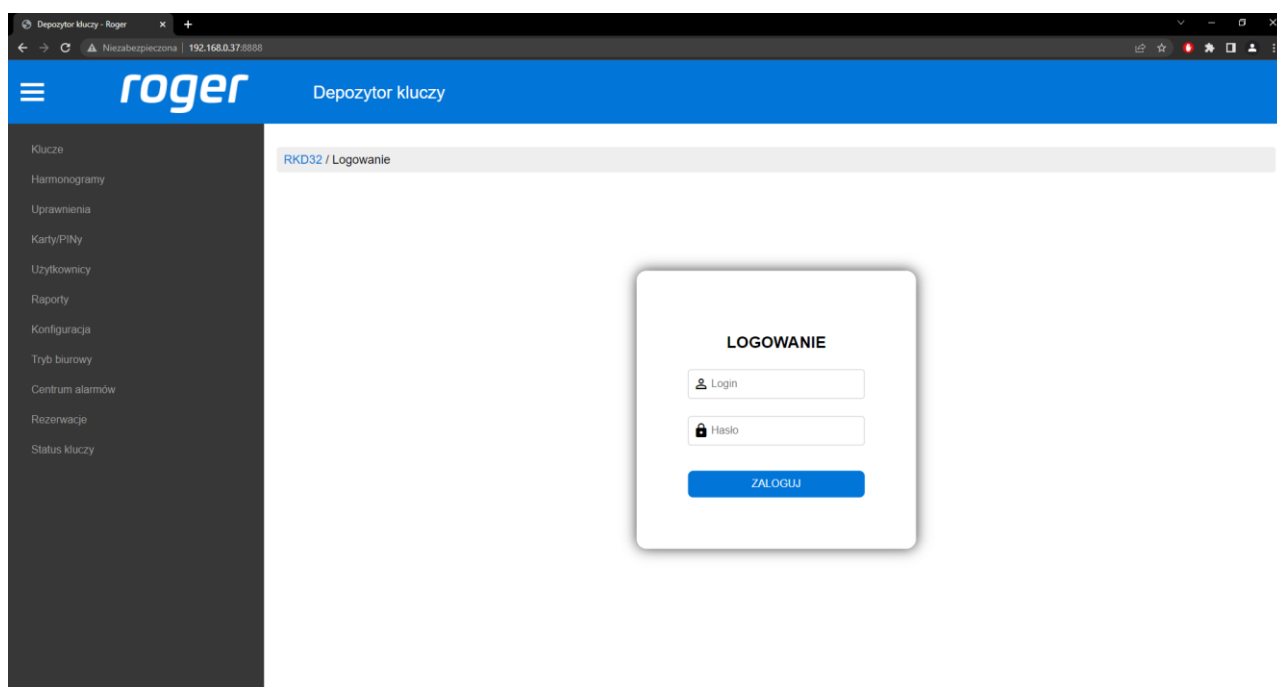 Depozytor kluczy - Roger
Niezabezpieczona | 192.168.0.37:8888
roger
Depozytor kluczy
Klucze
Harmonogramy
Uprawnienia
Karty/PINy
Użytkownicy
Raporty
Konfiguracja
Tryb biurowy
Centrum alarmów
Rezerwacje
Status kluczy
RKD32 / Logowanie
LOGOWANIE
Login
Hasło
ZALOGUJ